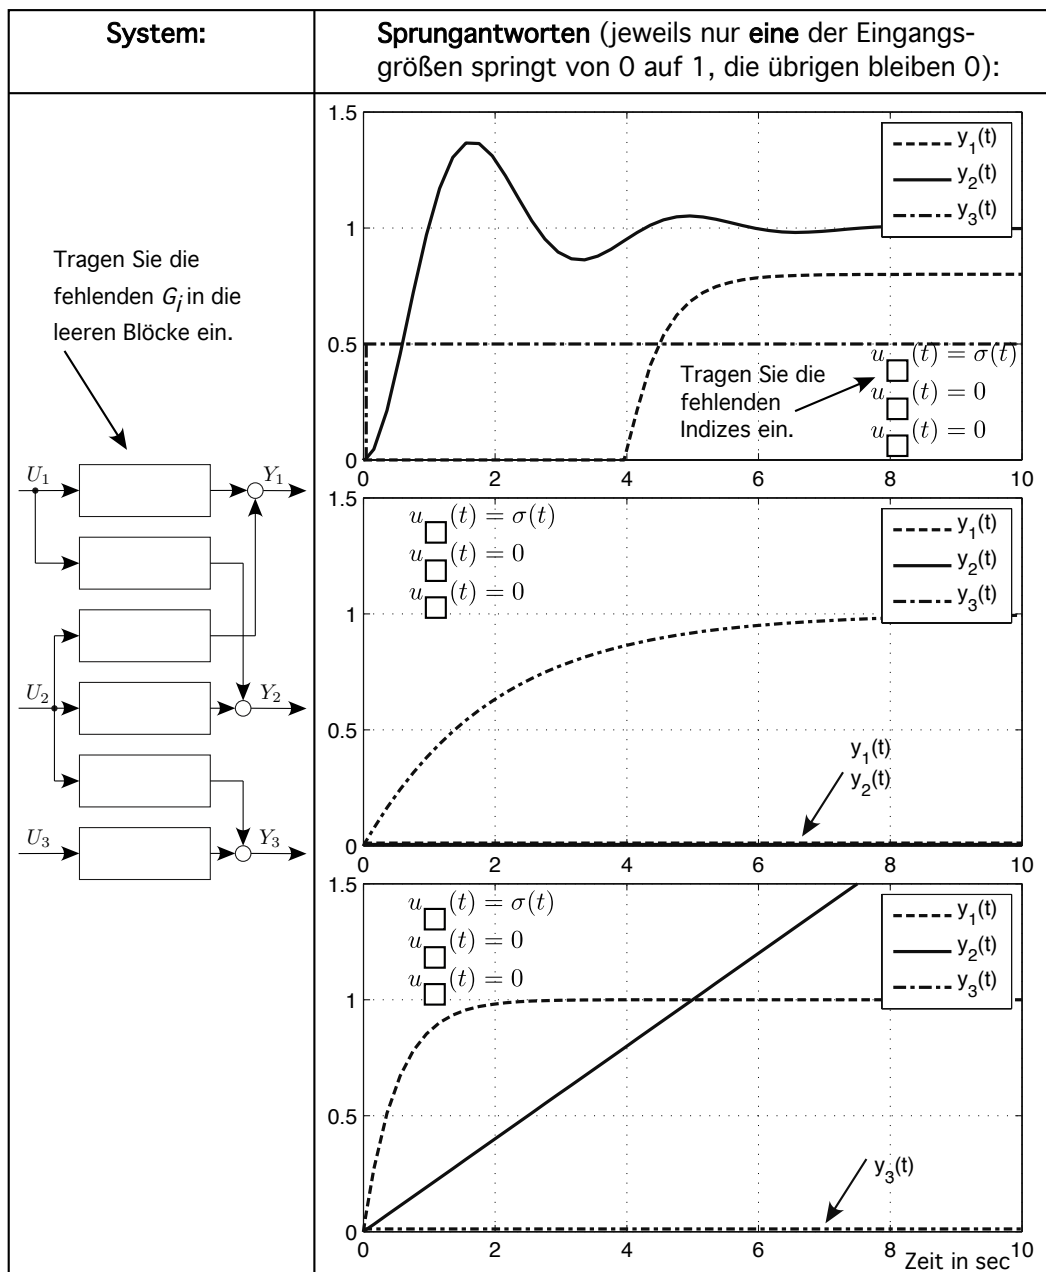 System:
Sprungantworten (jeweils nur eine der Eingangs-
größen springt von 0 auf 1, die übrigen bleiben 0):
Tragen Sie die
fehlenden G_i in die
leeren Blöcke ein.
U_1
Y_1
U_2
Y_2
U_3
Y_3
1.5
1
0.5
0
0 2 4 6 8 10
y_1(t)
y_2(t)
y_3(t)
Tragen Sie die
fehlenden
Indizes ein.
u□(t) = σ(t)
u□(t) = 0
u□(t) = 0
1.5
1
0.5
0
0 2 4 6 8 10
u□(t) = σ(t)
u□(t) = 0
u□(t) = 0
y_1(t)
y_2(t)
y_3(t)
y_1(t)
y_2(t)
1.5
1
0.5
0
0 2 4 6 8 10
u□(t) = σ(t)
u□(t) = 0
u□(t) = 0
y_1(t)
y_2(t)
y_3(t)
y_3(t)
Zeit in sec